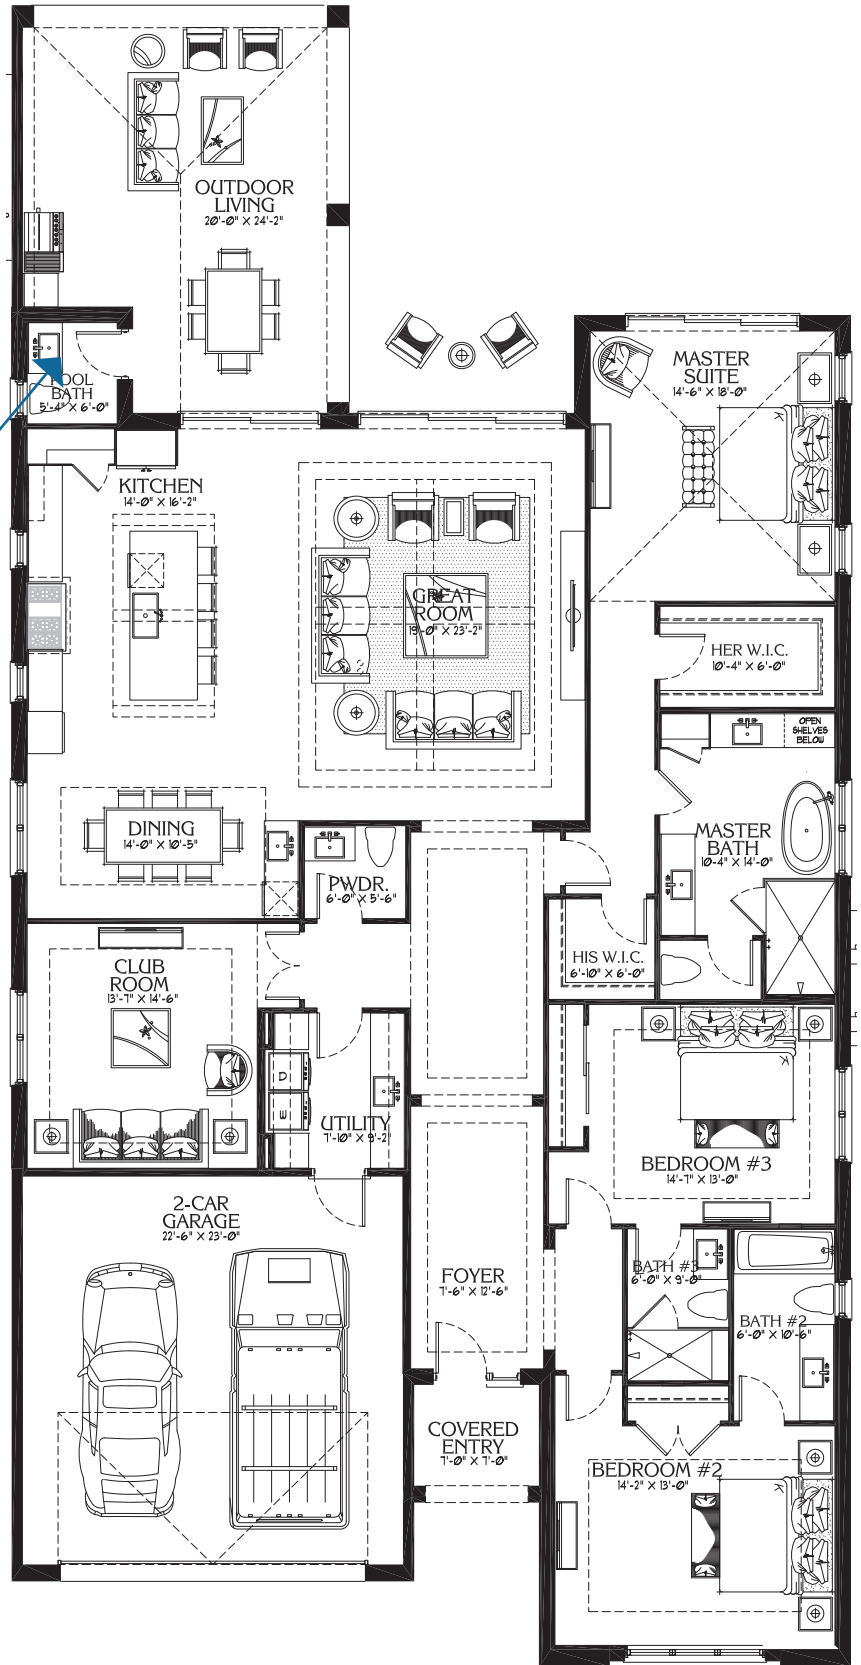 OUTDOOR
LIVING
20'-0" X 24'-2"
POOL
BATH
5'-4" X 6'-0"
MASTER
SUITE
14'-6" X 18'-0"
KITCHEN
14'-0" X 16'-2"
GREAT
ROOM
19'-0" X 23'-2"
HER W.I.C.
10'-4" X 6'-0"
OPEN
SHELVES
BELOW
MASTER
BATH
10'-4" X 14'-0"
DINING
14'-0" X 10'-5"
PWDR.
6'-0" X 5'-6"
HIS W.I.C.
6'-10" X 6'-0"
CLUB
ROOM
13'-7" X 14'-6"
D
E
UTILITY
7'-10" X 9'-2"
BEDROOM #3
14'-7" X 13'-0"
2-CAR
GARAGE
22'-6" X 23'-0"
FOYER
7'-6" X 12'-6"
BATH #3
6'-0" X 9'-0"
BATH #2
6'-0" X 10'-6"
COVERED
ENTRY
7'-0" X 7'-0"
BEDROOM #2
14'-2" X 13'-0"